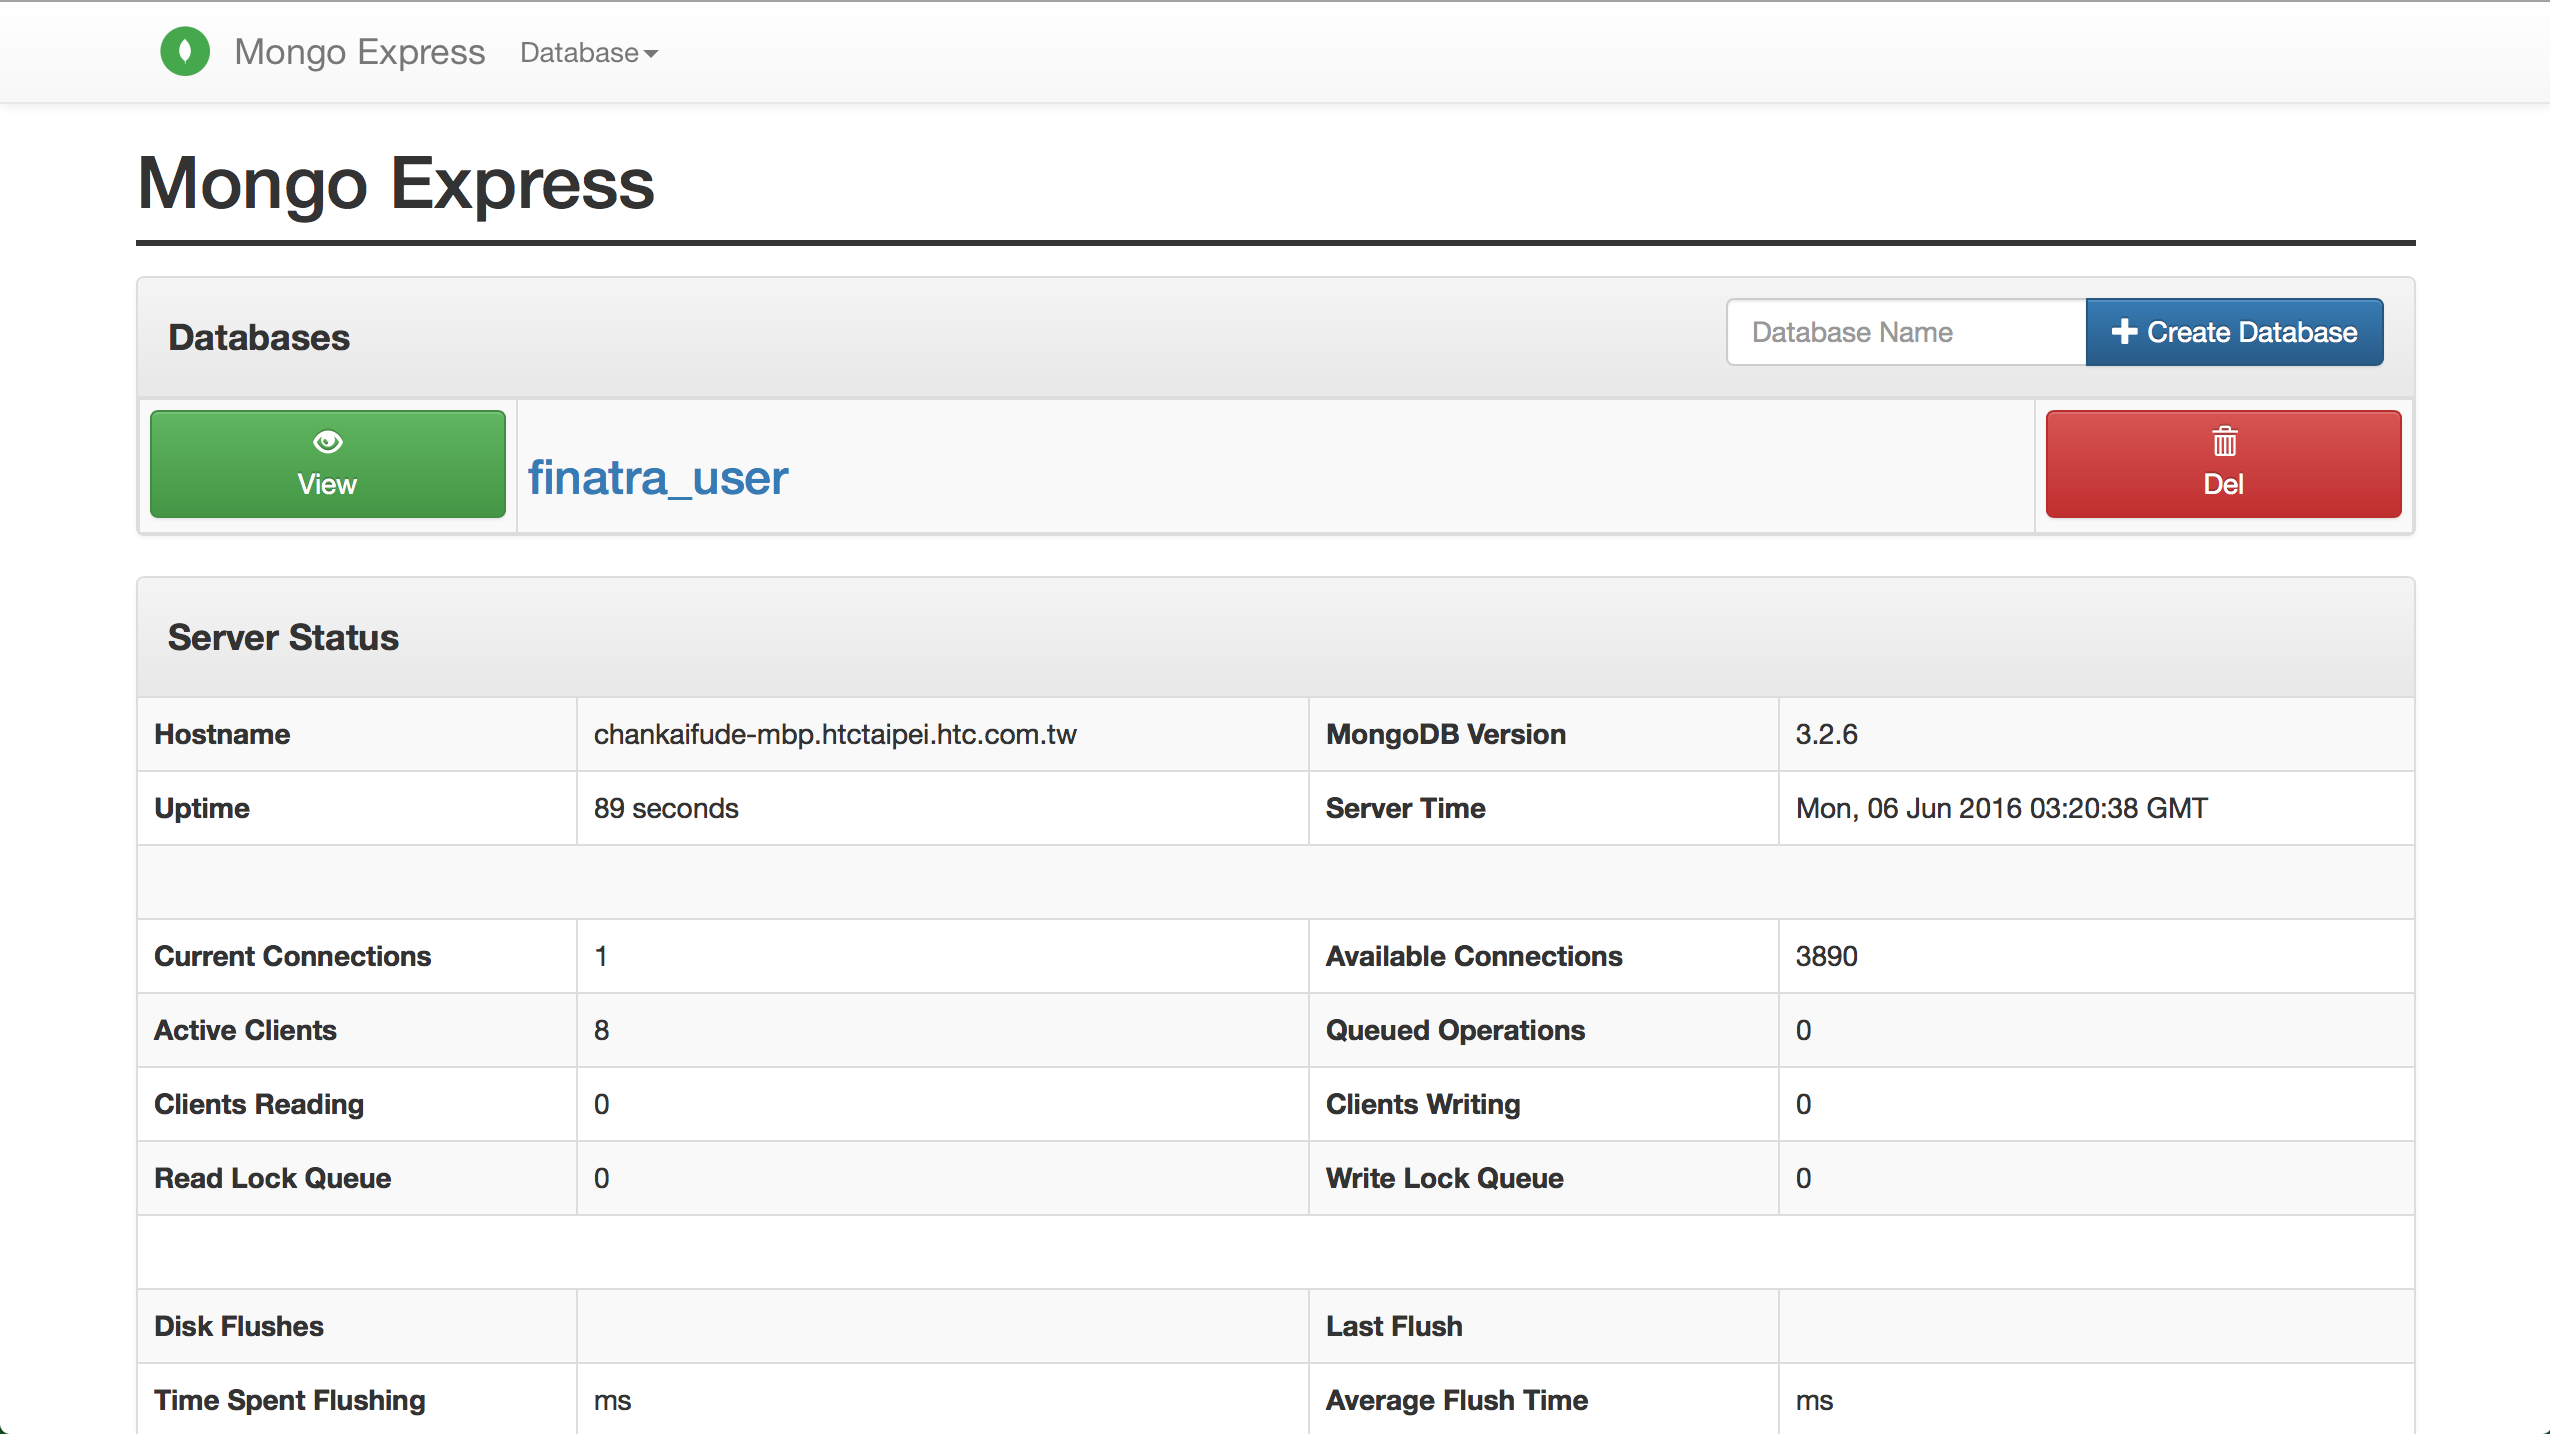 Mongo Express Database
Mongo Express
Databases Database Name Create Database
View finatra_user Del
Server Status
Hostname chankaifude-mbp.htctaipei.htc.com.tw MongoDB Version 3.2.6
Uptime 89 seconds Server Time Mon, 06 Jun 2016 03:20:38 GMT
Current Connections 1 Available Connections 3890
Active Clients 8 Queued Operations 0
Clients Reading 0 Clients Writing 0
Read Lock Queue 0 Write Lock Queue 0
Disk Flushes Last Flush
Time Spent Flushing ms Average Flush Time ms